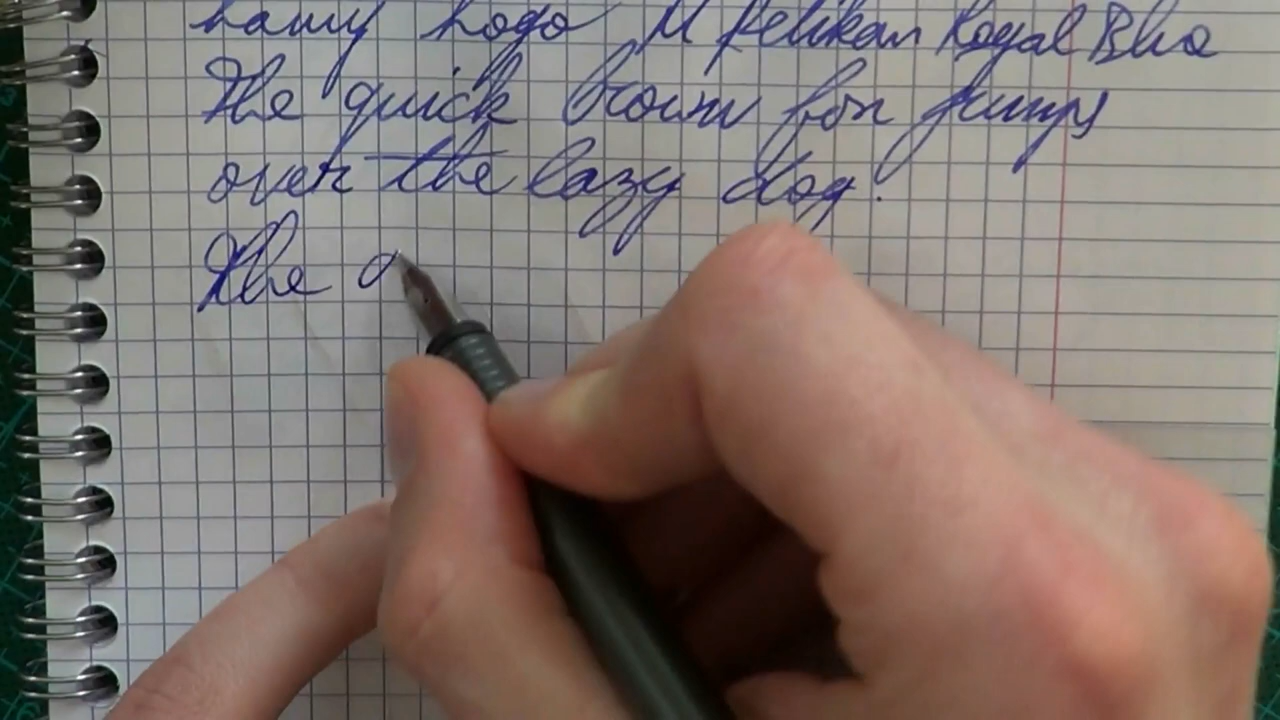 Lamy Logo M Pelikan Royal Blue
The quick brown fox jumps
over the lazy dog.
The